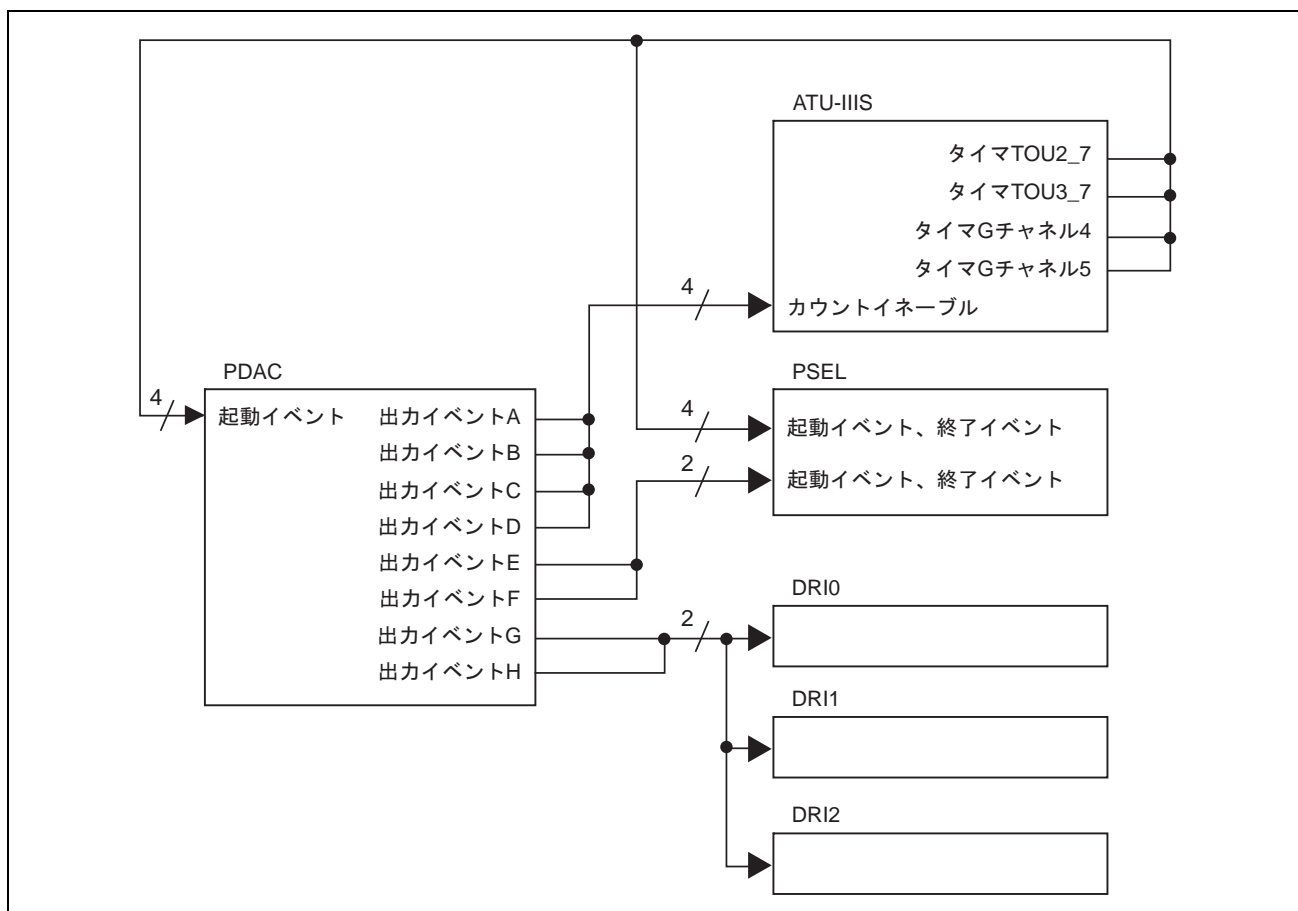 ATU-IIIS
タイマTOU2_7
タイマTOU3_7
タイマGチャネル4
タイマGチャネル5
4
カウントイネーブル
PDAC
PSEL
4
起動イベント
出力イベントA
4
起動イベント、終了イベント
出力イベントB
2
起動イベント、終了イベント
出力イベントC
出力イベントD
出力イベントE
出力イベントF
DRI0
2
出力イベントG
出力イベントH
DRI1
DRI2